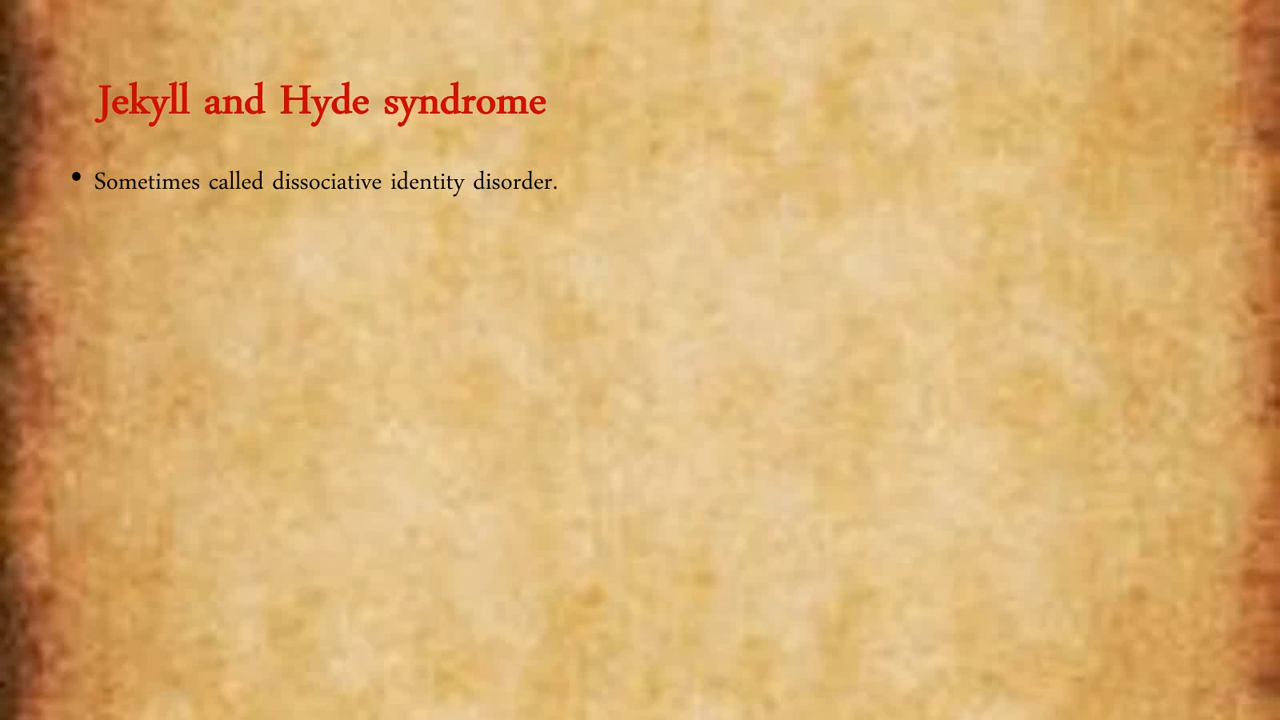 Jekyll and Hyde syndrome
• Sometimes called dissociative identity disorder.